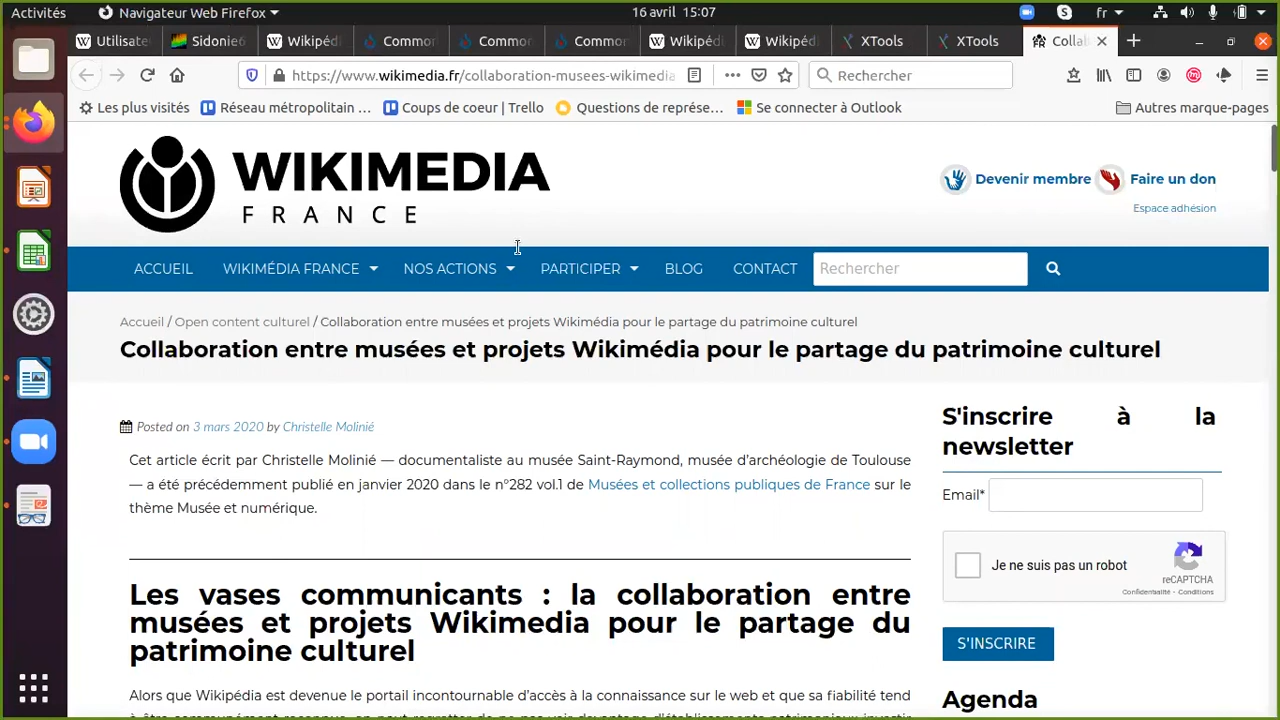 Activités Navigateur Web Firefox 16 avril 15:07 fr
Utilisate Sidonie6 Wikipéd Common Common Common Wikipédi Wikipédi XTools XTools Collal
https://www.wikimedia.fr/collaboration-musees-wikimedia Rechercher
Les plus visités Réseau métropolitain … Coups de coeur | Trello Questions de représe… Se connecter à Outlook Autres marque-pages
WIKIMEDIA
FRANCE
Devenir membre Faire un don
Espace adhésion
ACCUEIL WIKIMÉDIA FRANCE NOS ACTIONS PARTICIPER BLOG CONTACT Rechercher
Accueil / Open content culturel / Collaboration entre musées et projets Wikimédia pour le partage du patrimoine culturel
Collaboration entre musées et projets Wikimédia pour le partage du patrimoine culturel
Posted on 3 mars 2020 by Christelle Molinié
Cet article écrit par Christelle Molinié — documentaliste au musée Saint-Raymond, musée d’archéologie de Toulouse
— a été précédemment publié en janvier 2020 dans le n°282 vol.1 de Musées et collections publiques de France sur le
thème Musée et numérique.
Les vases communicants : la collaboration entre
musées et projets Wikimedia pour le partage du
patrimoine culturel
Alors que Wikipédia est devenue le portail incontournable d’accès à la connaissance sur le web et que sa fiabilité tend
S'inscrire à la
newsletter
Email*
Je ne suis pas un robot
reCAPTCHA
Confidentialité - Conditions
S'INSCRIRE
Agenda